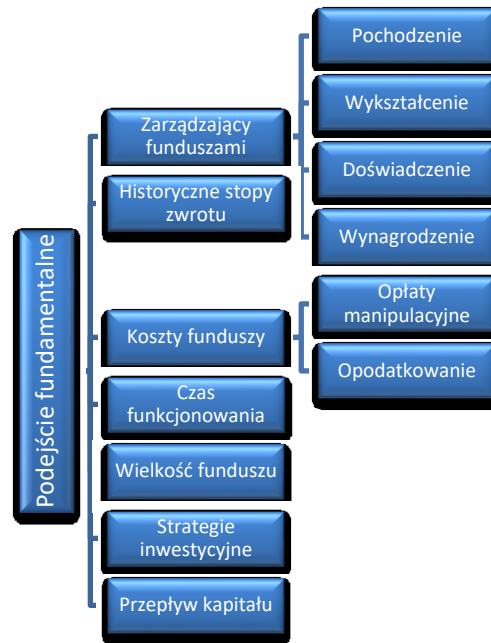 Podejście fundamentalne
Zarządzający
funduszami
Pochodzenie
Wykształcenie
Doświadczenie
Wynagrodzenie
Historyczne stopy
zwrotu
Koszty funduszy
Opłaty
manipulacyjne
Opodatkowanie
Czas
funkcjonowania
Wielkość funduszu
Strategie
inwestycyjne
Przepływ kapitału